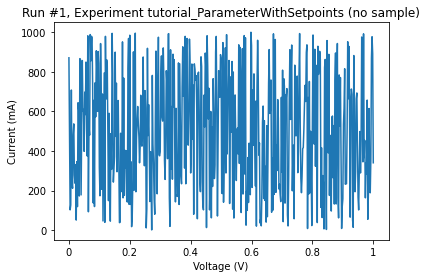 Run #1, Experiment tutorial_ParameterWithSetpoints (no sample)
1000
800
600
400
200
0
Current (mA)
0 0.2 0.4 0.6 0.8 1
Voltage (V)